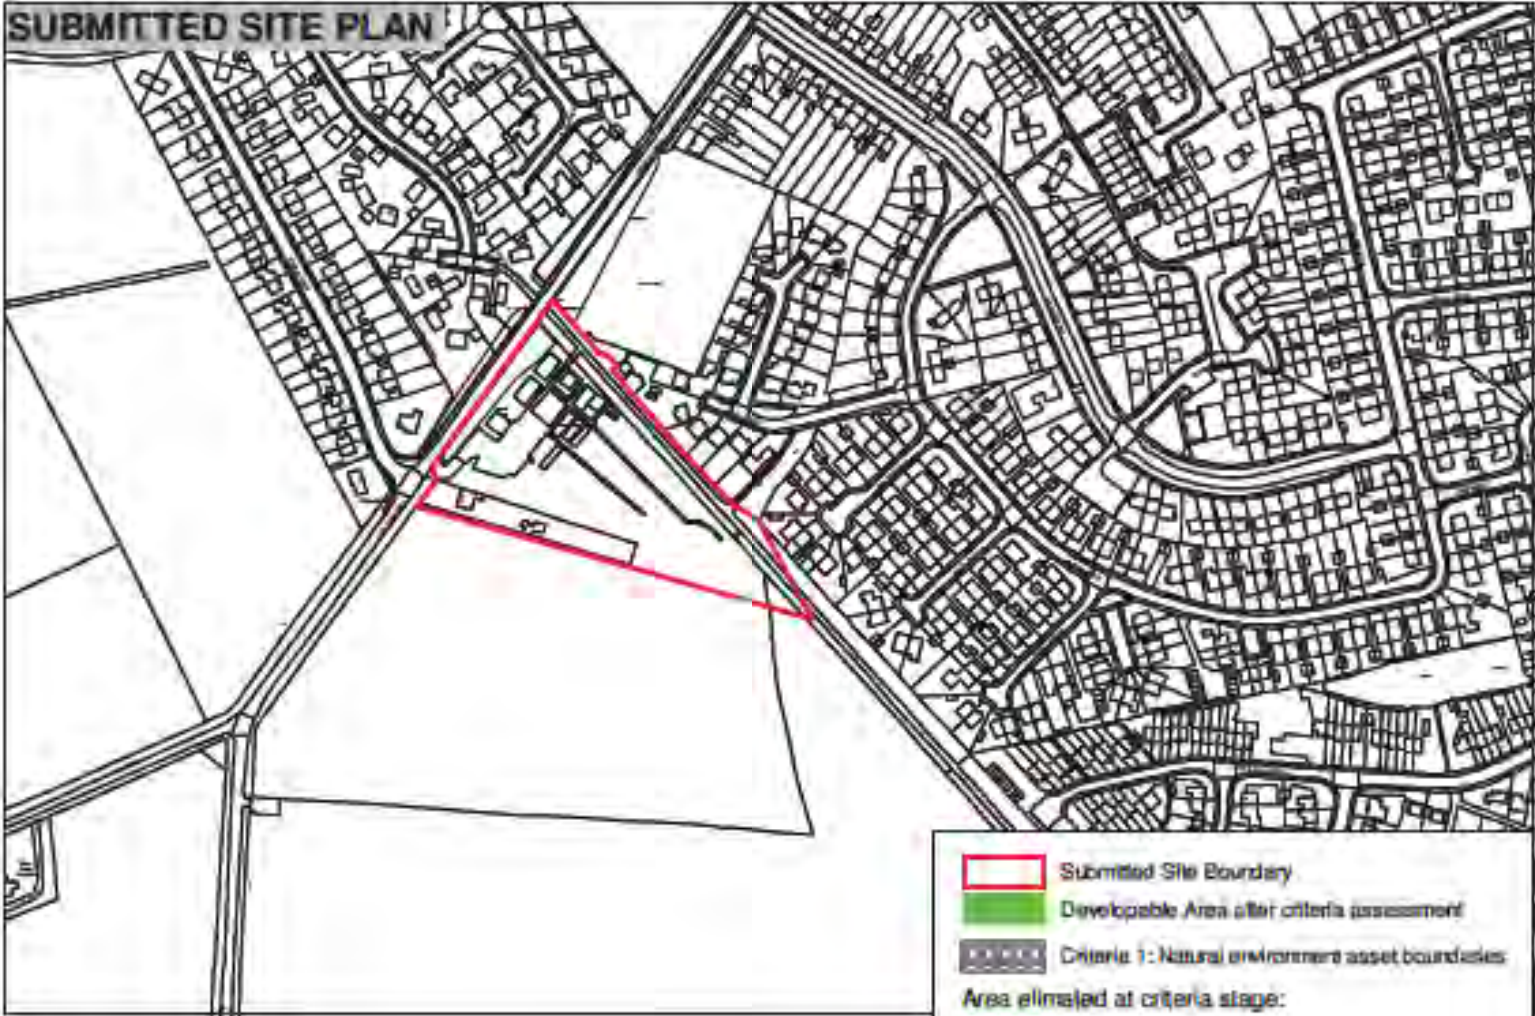 SUBMITTED SITE PLAN
Submitted Site Boundary
Developable Area after criteria assessment
Criteria 1: Natural environment asset boundaries
Area elimated at criteria stage: